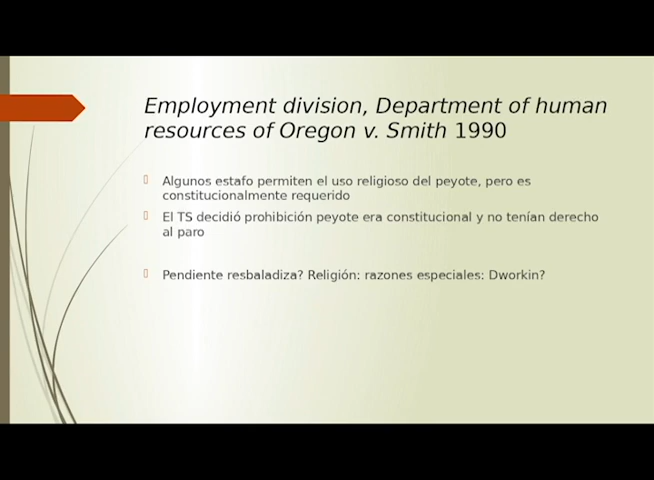 Employment division, Department of human
resources of Oregon v. Smith 1990
Algunos estafo permiten el uso religioso del peyote, pero es
constitucionalmente requerido
El TS decidió prohibición peyote era constitucional y no tenían derecho
al paro
Pendiente resbaladiza? Religión: razones especiales: Dworkin?